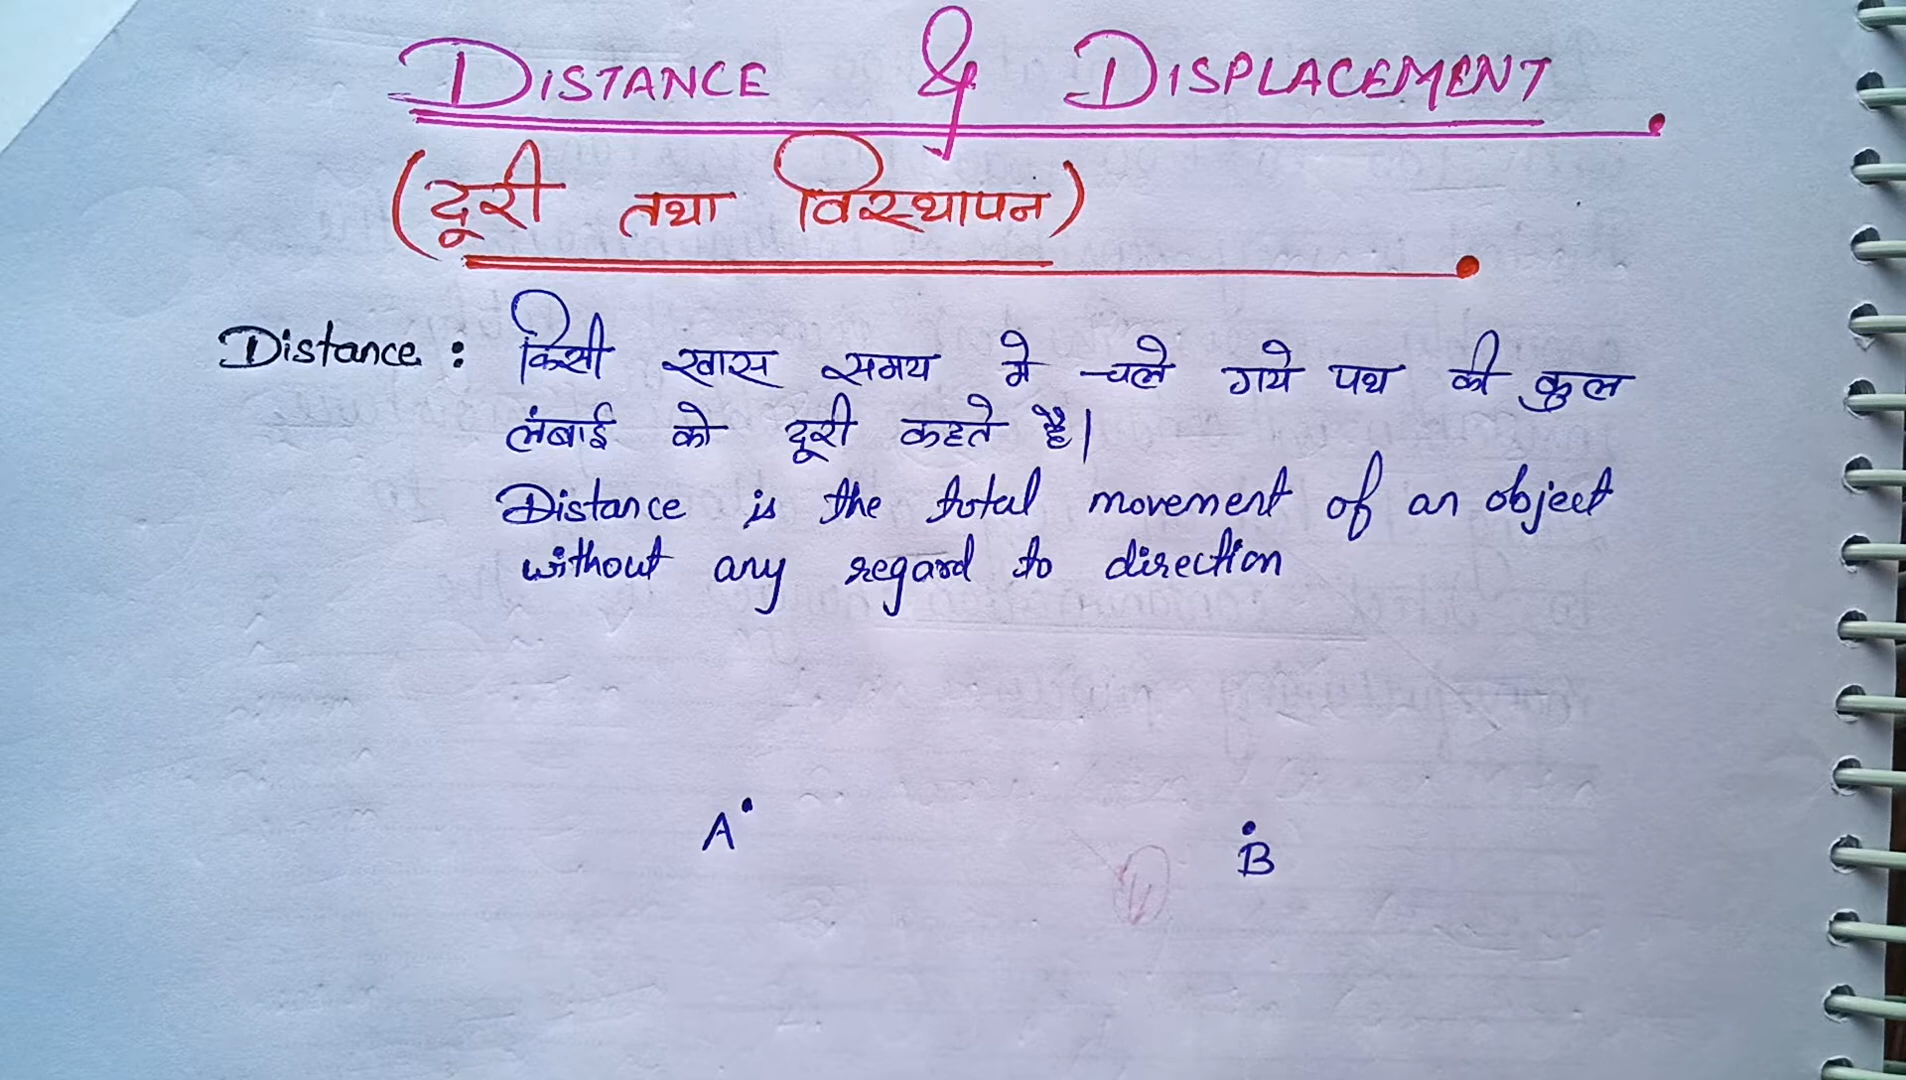 DISTANCE & DISPLACEMENT
(दूरी तथा विस्थापन)
Distance : किसी खास समय मे चले गये पथ की कुल
लंबाई को दूरी कहते है।
Distance is the total movement of an object
without any regard to direction
A
B